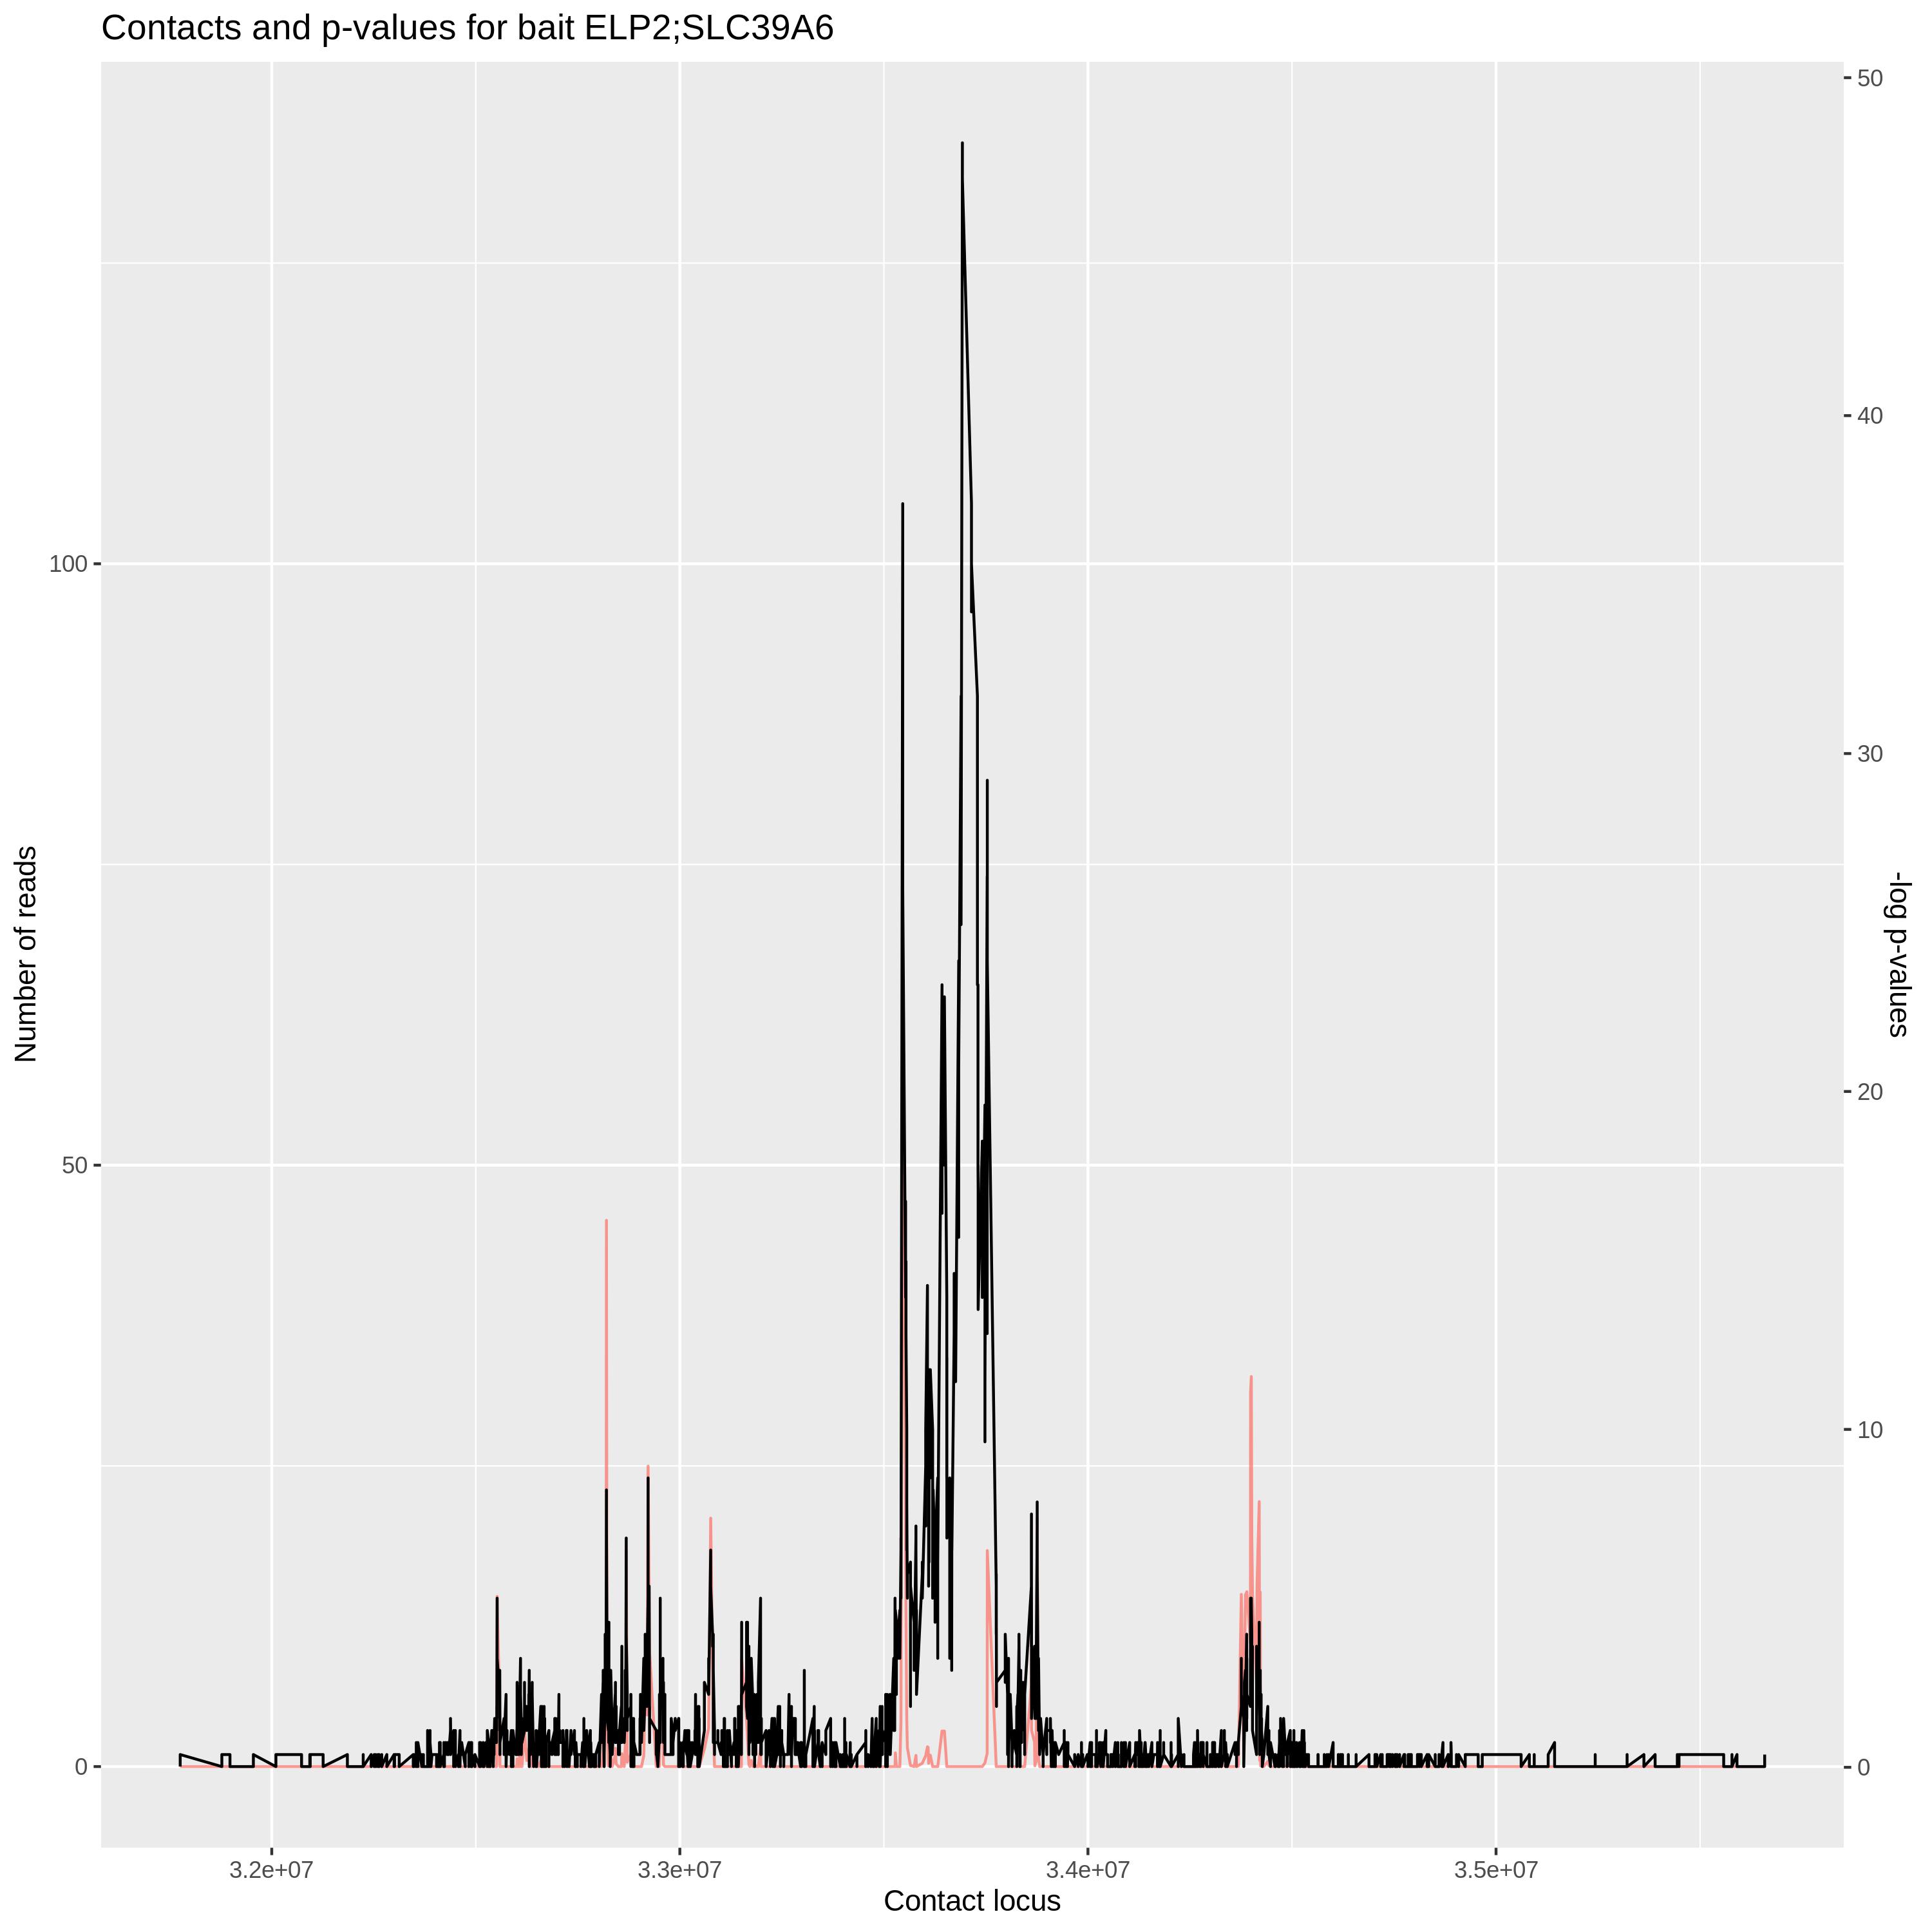 Contacts and p-values for bait ELP2;SLC39A6
50
40
100
30
Number of reads
-log p-values
20
50
10
0
0
3.2e+07
3.3e+07
3.4e+07
3.5e+07
Contact locus